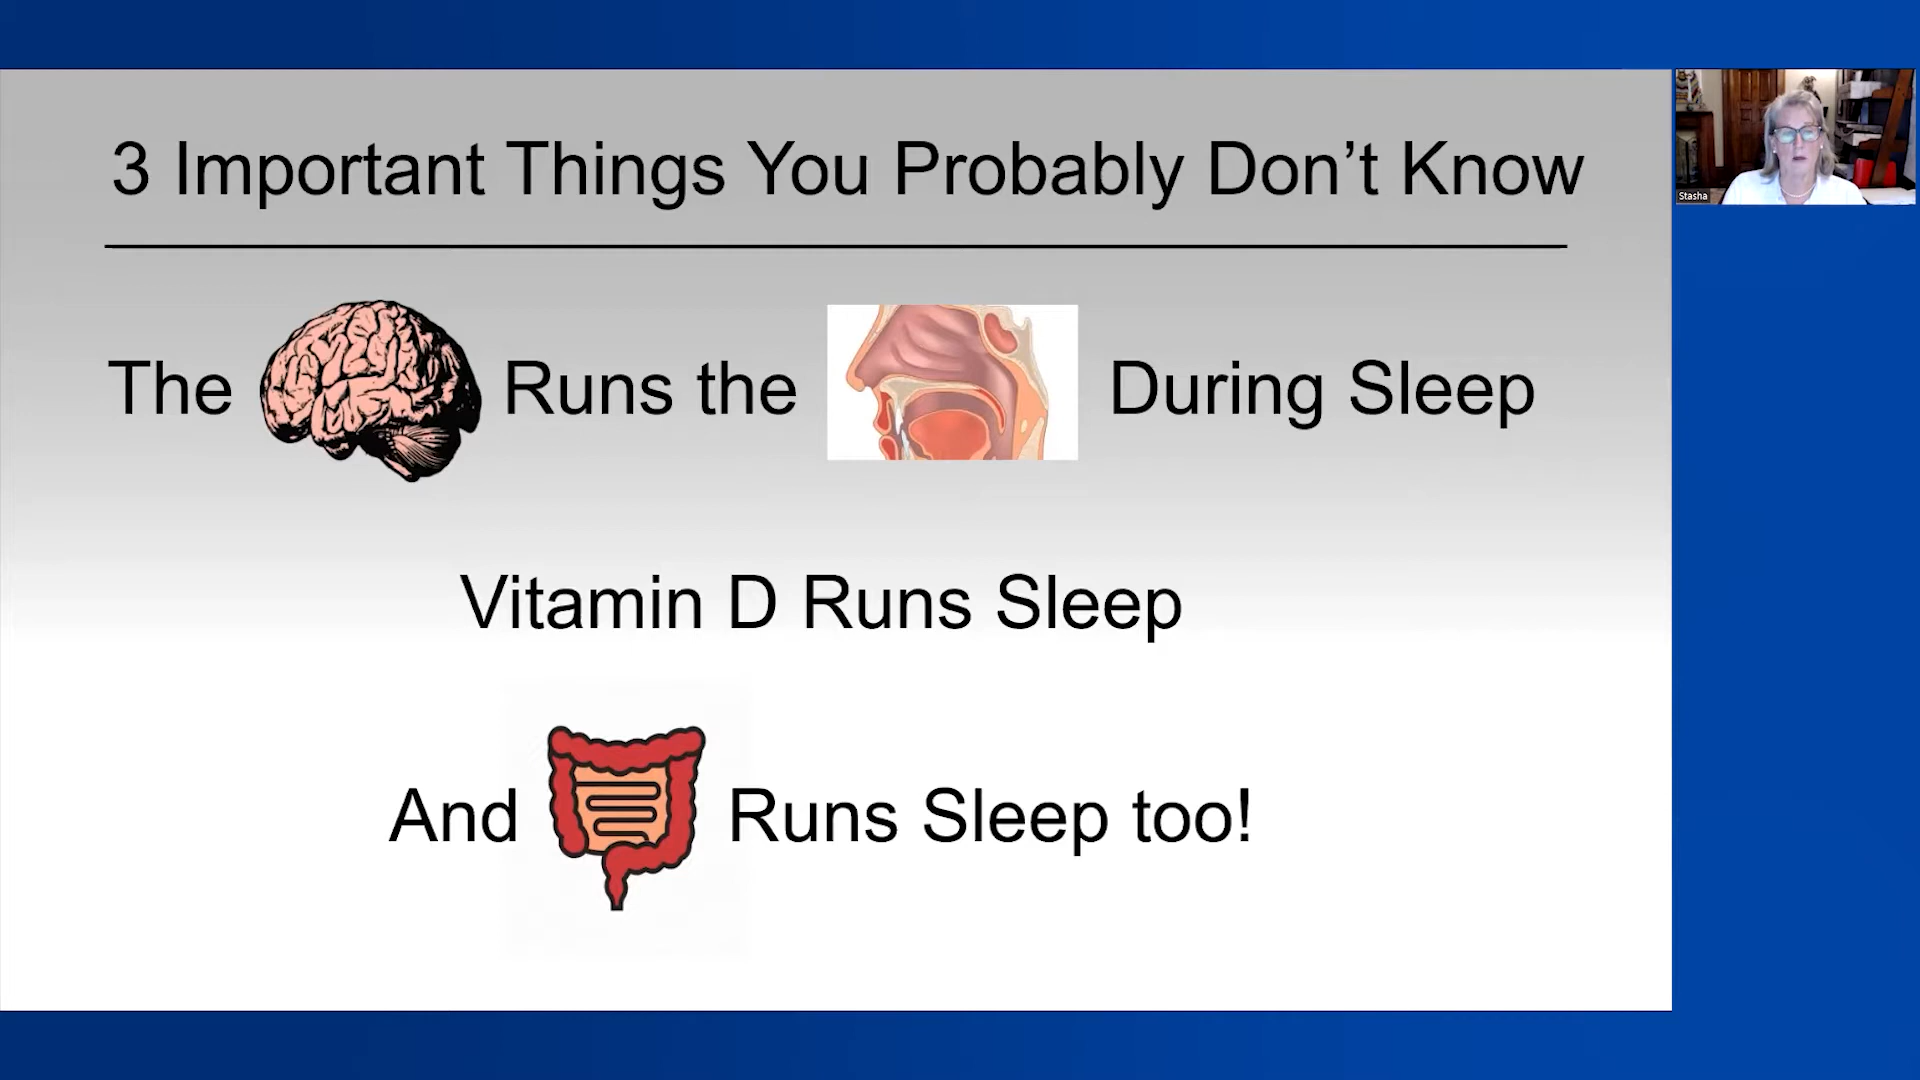 3 Important Things You Probably Don’t Know
The Runs the During Sleep
Vitamin D Runs Sleep
And Runs Sleep too!
Stasha